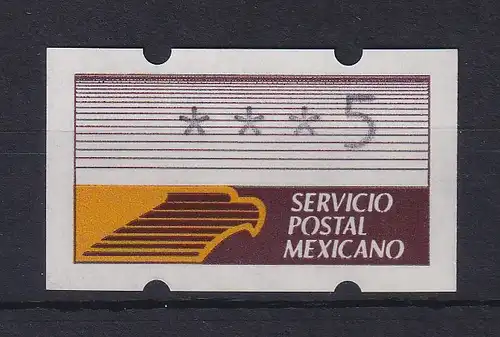 ***5
SERVICIO
POSTAL
MEXICANO